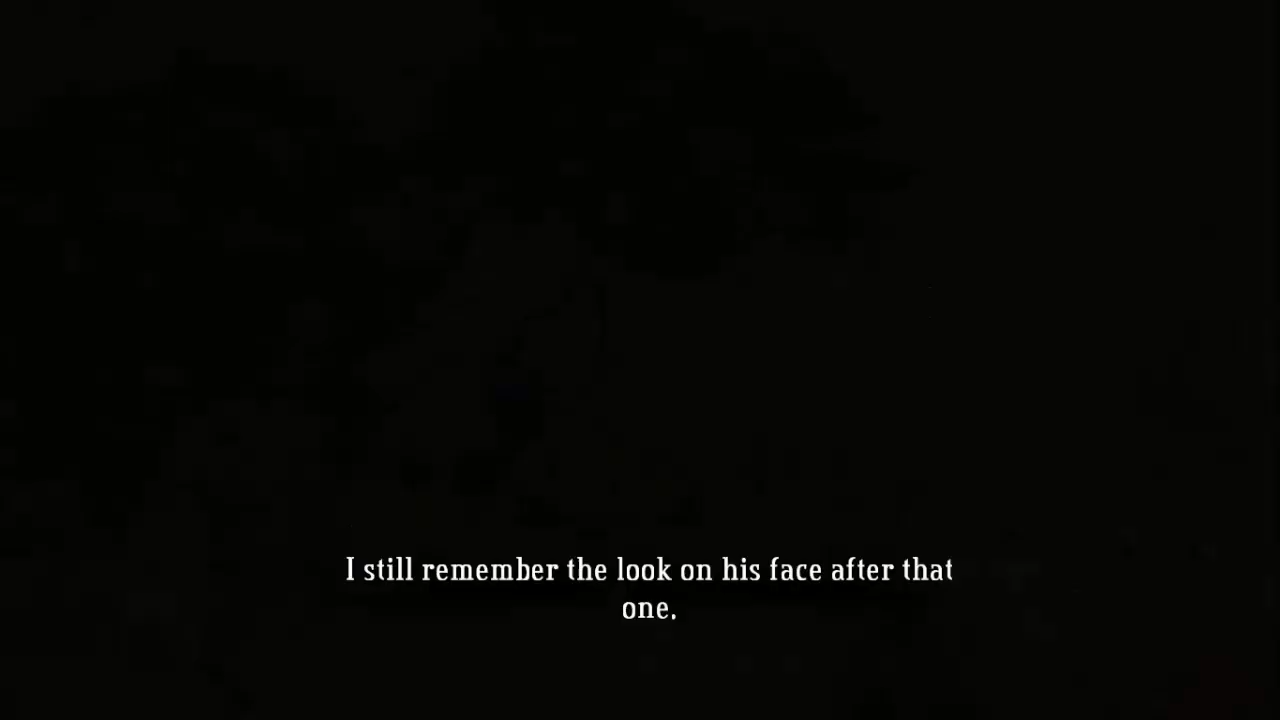 I still remember the look on his face after that
one.